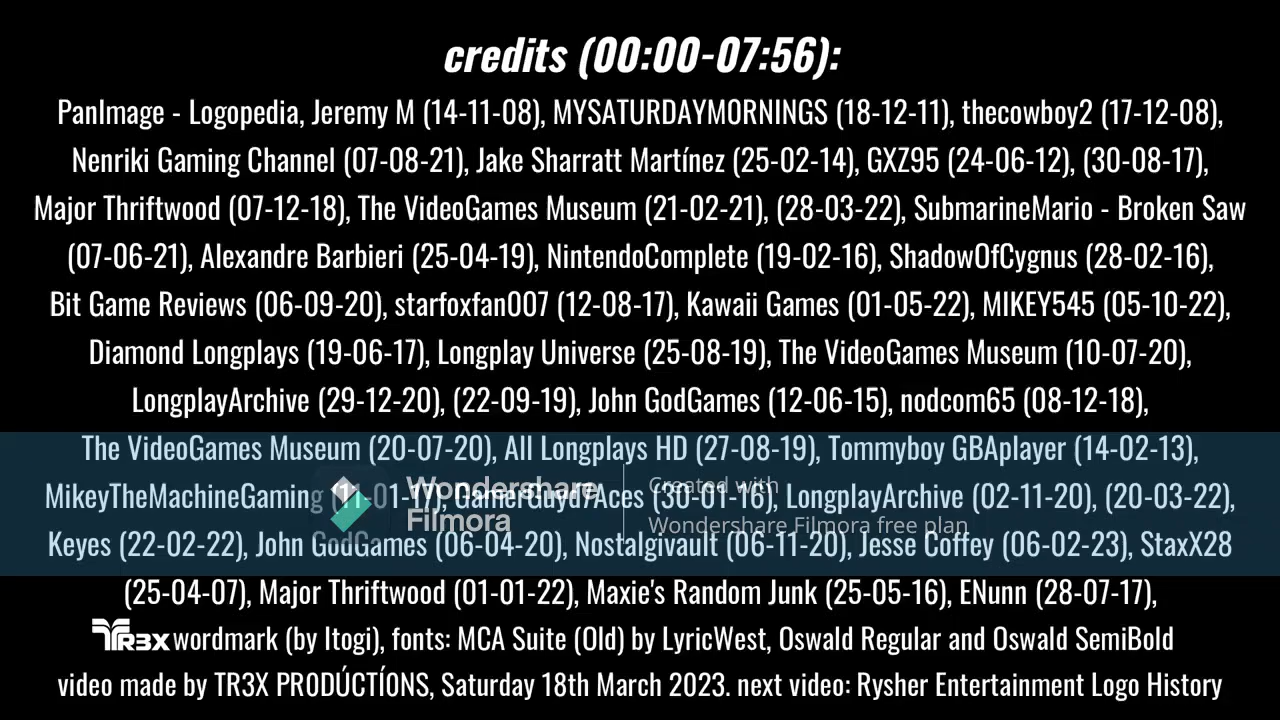 credits (00:00-07:56):
PanImage - Logopedia, Jeremy M (14-11-08), MYSATURDAYMORNINGS (18-12-11), thecowboy2 (17-12-08),
Nenriki Gaming Channel (07-08-21), Jake Sharratt Martínez (25-02-14), GXZ95 (24-06-12), (30-08-17),
Major Thriftwood (07-12-18), The VideoGames Museum (21-02-21), (28-03-22), SubmarineMario - Broken Saw
(07-06-21), Alexandre Barbieri (25-04-19), NintendoComplete (19-02-16), ShadowOfCygnus (28-02-16),
Bit Game Reviews (06-09-20), starfoxfan007 (12-08-17), Kawaii Games (01-05-22), MIKEY545 (05-10-22),
Diamond Longplays (19-06-17), Longplay Universe (25-08-19), The VideoGames Museum (10-07-20),
LongplayArchive (29-12-20), (22-09-19), John GodGames (12-06-15), nodcom65 (08-12-18),
The VideoGames Museum (20-07-20), All Longplays HD (27-08-19), Tommyboy GBAplayer (14-02-13),
MikeyTheMachineGaming (30-01-16), LongplayArchive (02-11-20), (20-03-22),
Wondershare
Filmora
Created with
Wondershare Filmora free plan
Keyes (22-02-22), John GodGames (06-04-20), Nostalgivault (06-11-20), Jesse Coffey (06-02-23), StaxX28
(25-04-07), Major Thriftwood (01-01-22), Maxie's Random Junk (25-05-16), ENunn (28-07-17),
TR3X wordmark (by Itogi), fonts: MCA Suite (Old) by LyricWest, Oswald Regular and Oswald SemiBold
video made by TR3X PRODÚCTÍONS, Saturday 18th March 2023. next video: Rysher Entertainment Logo History